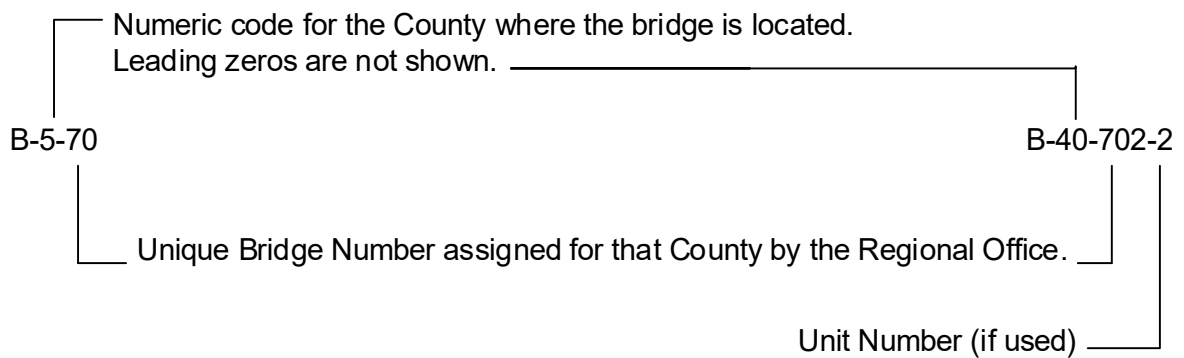 Numeric code for the County where the bridge is located.
Leading zeros are not shown.
B-5-70
B-40-702-2
Unique Bridge Number assigned for that County by the Regional Office.
Unit Number (if used)